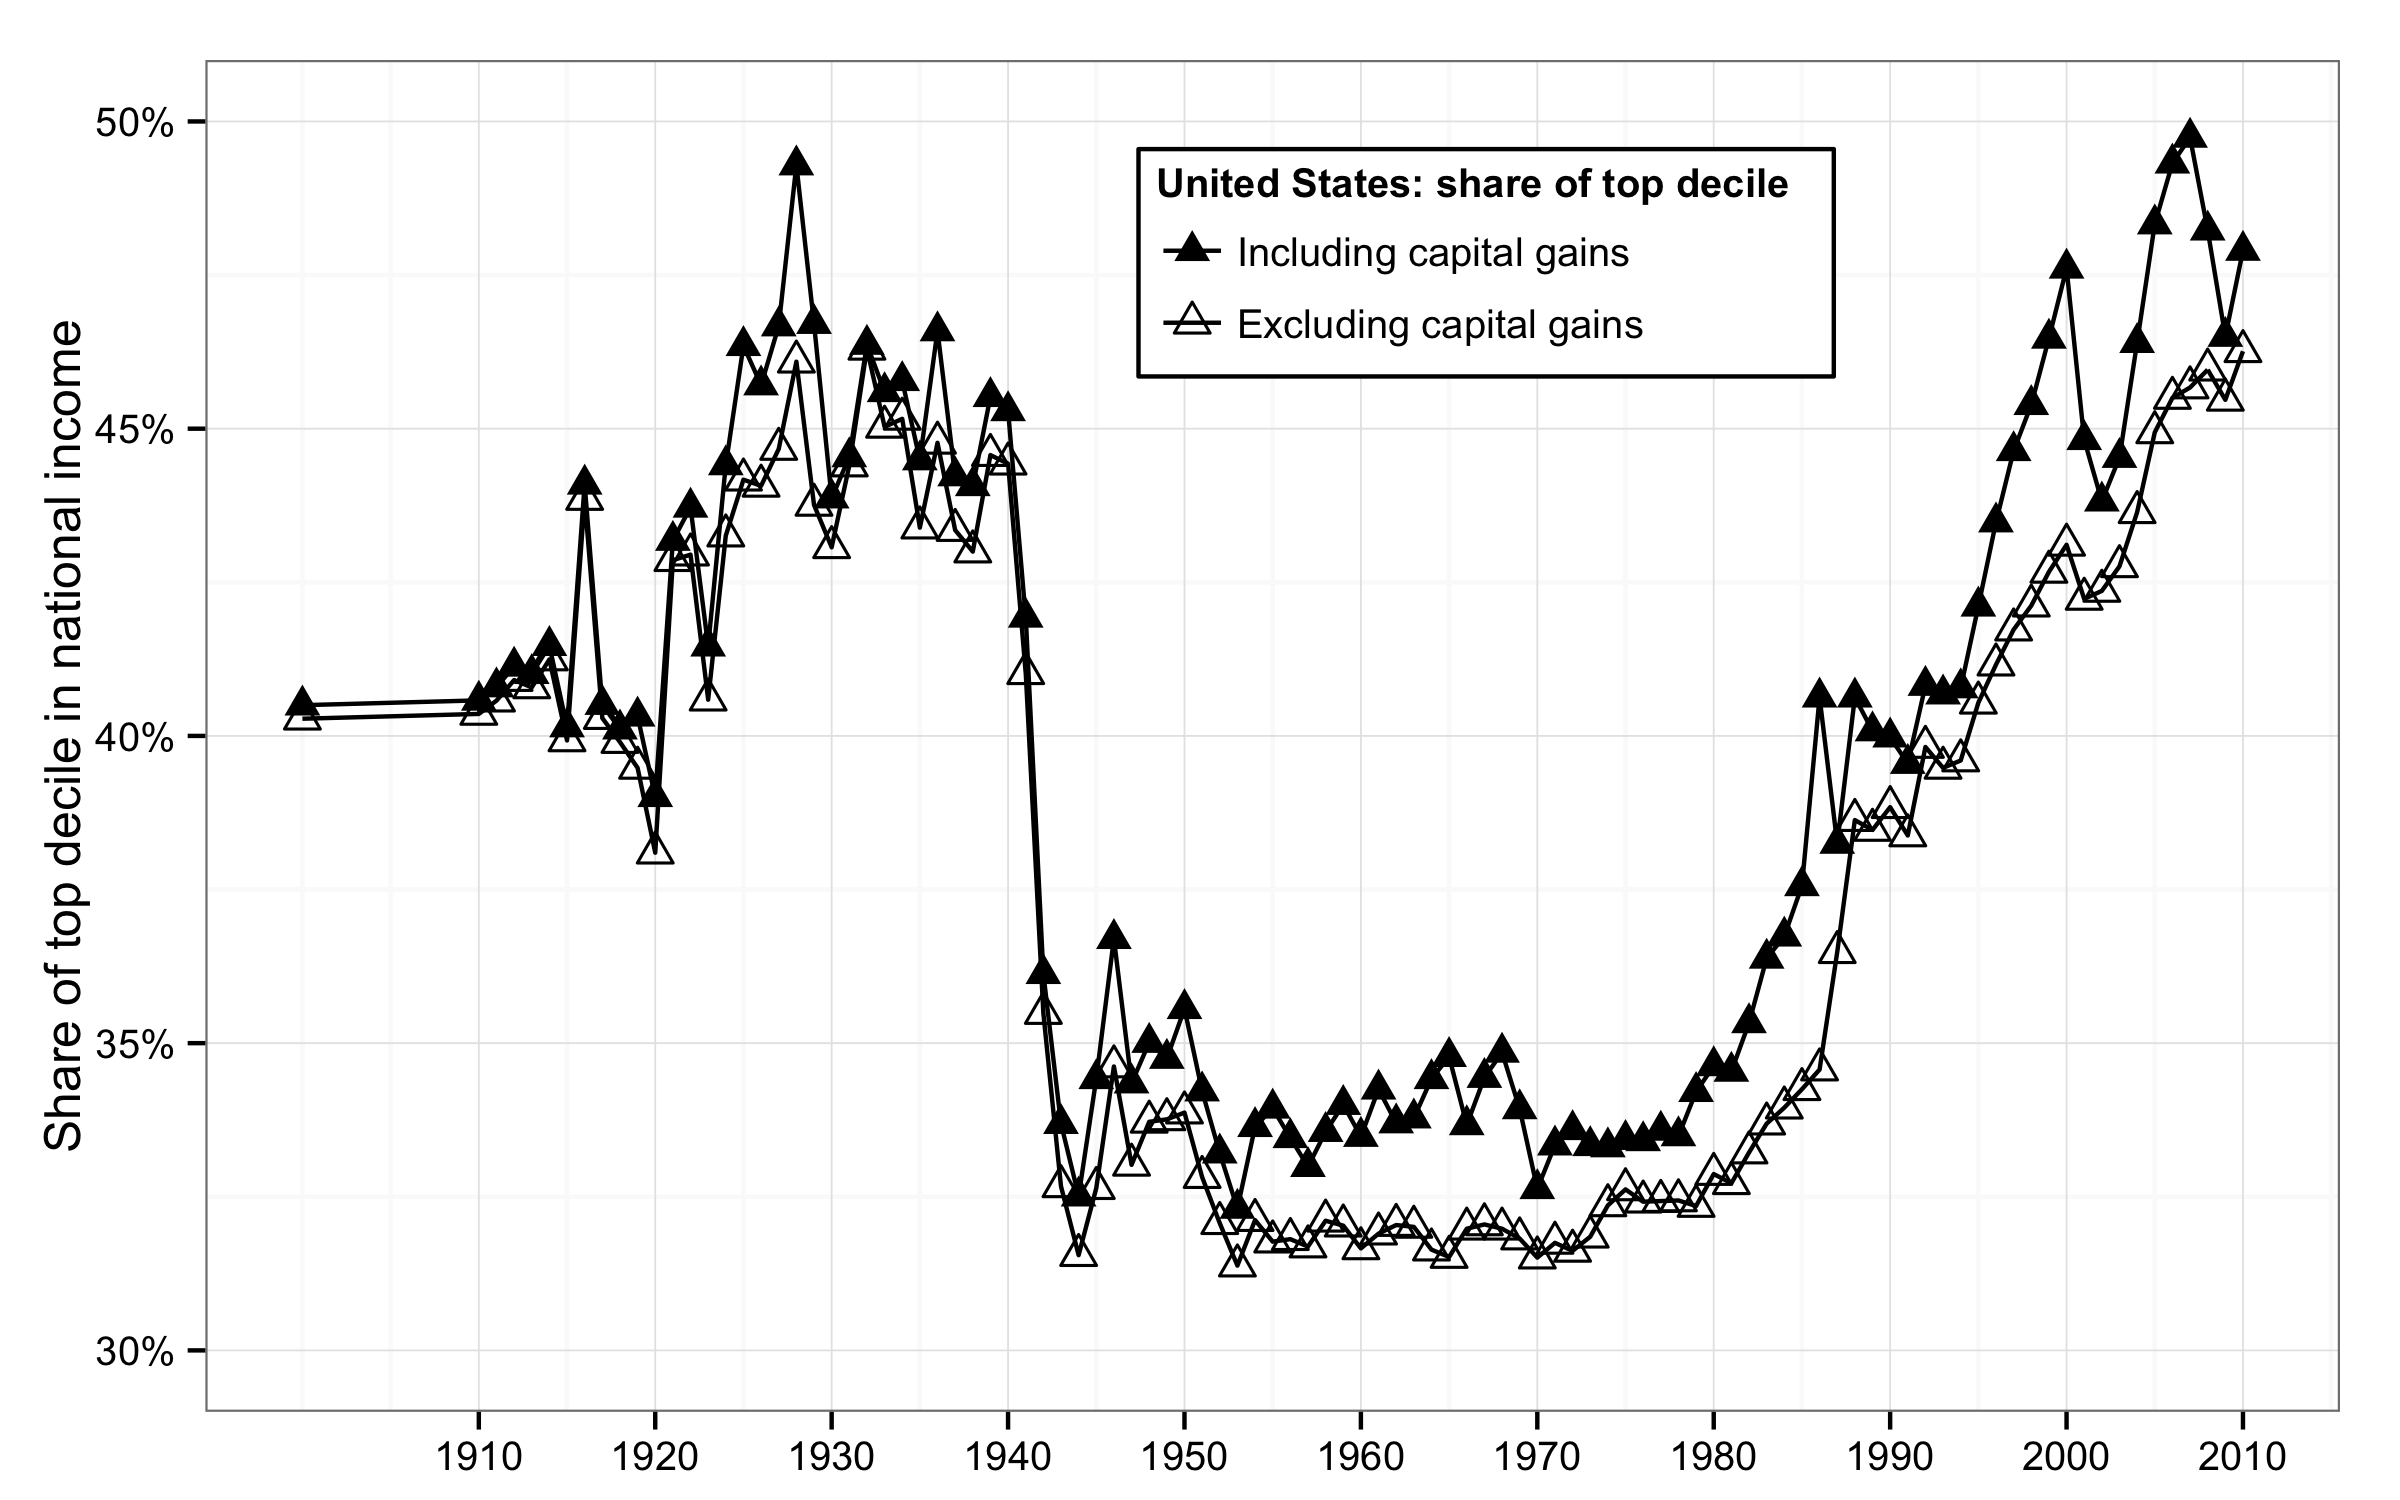 Share of top decile in national income
50%
45%
40%
35%
30%
United States: share of top decile
Including capital gains
Excluding capital gains
1910 1920 1930 1940 1950 1960 1970 1980 1990 2000 2010